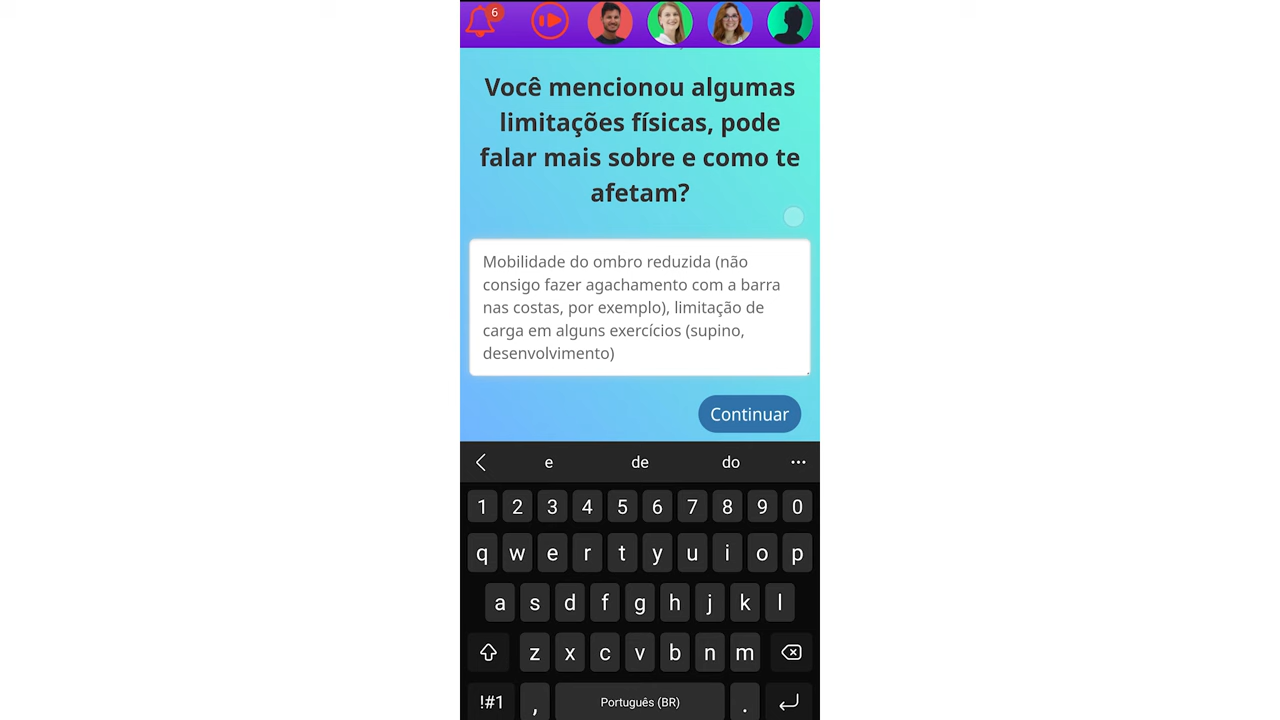 6
Você mencionou algumas
limitações físicas, pode
falar mais sobre e como te
afetam?
Mobilidade do ombro reduzida (não
consigo fazer agachamento com a barra
nas costas, por exemplo), limitação de
carga em alguns exercícios (supino,
desenvolvimento)
Continuar
e de do ...
1 2 3 4 5 6 7 8 9 0
q w e r t y u i o p
a s d f g h j k l
z x c v b n m
!#1 , Português (BR) .